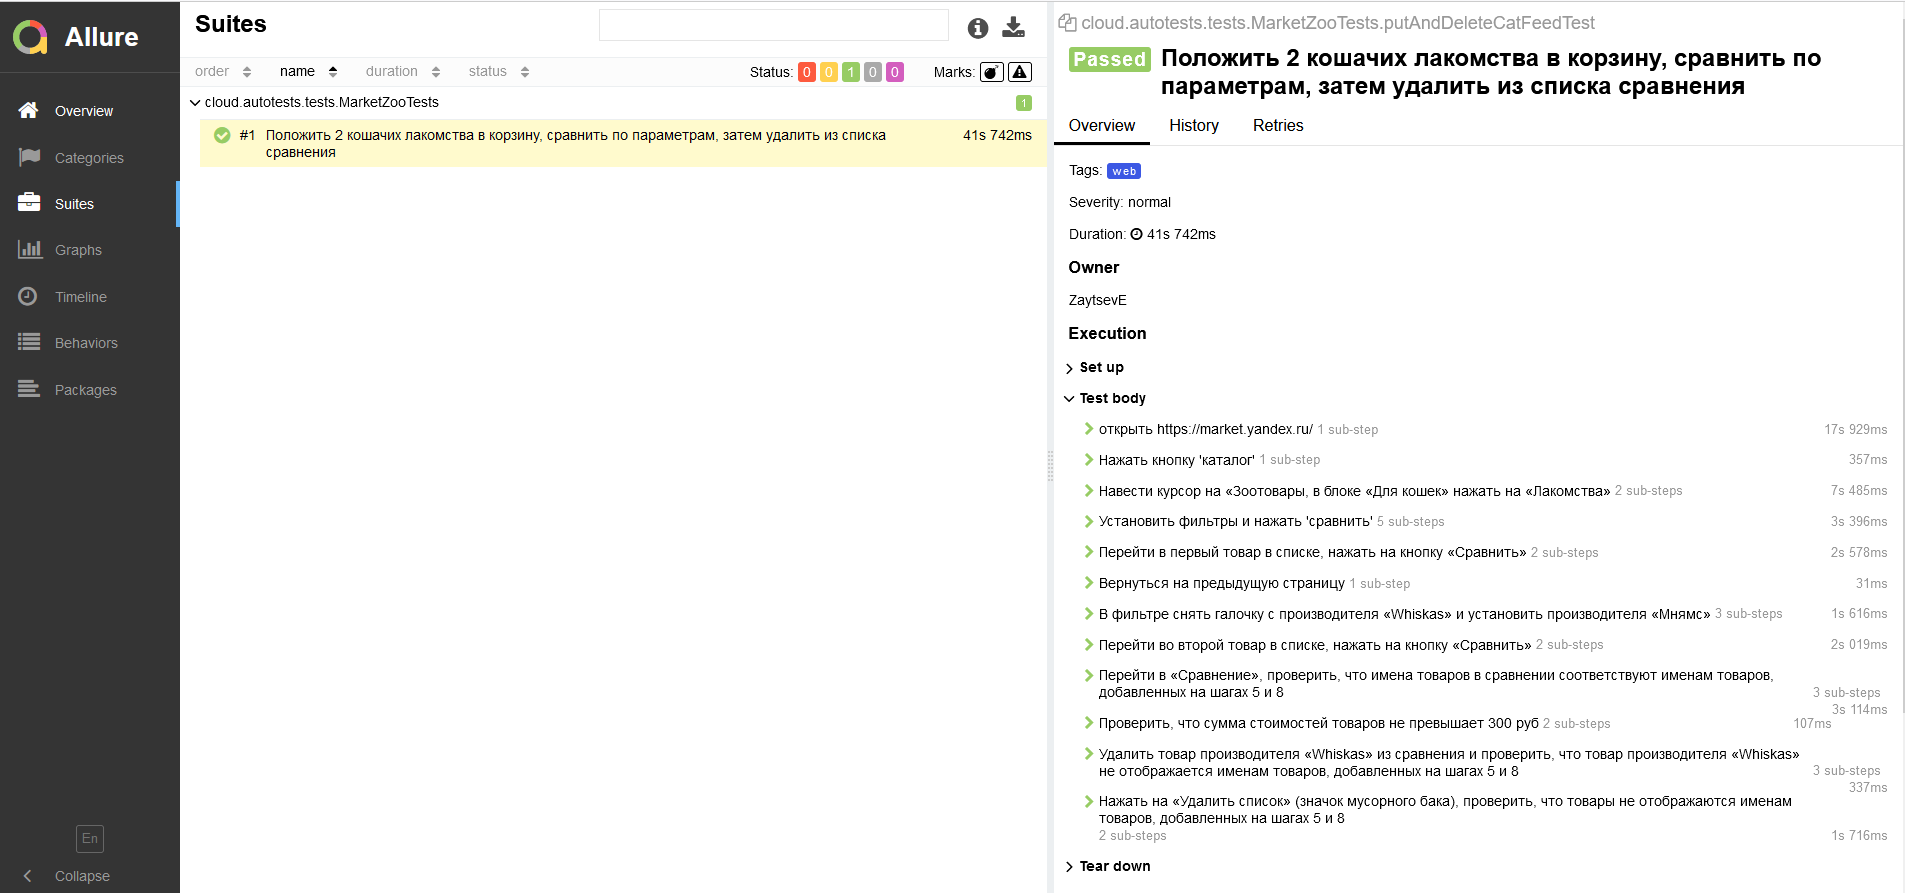 Allure
Overview
Categories
Suites
Graphs
Timeline
Behaviors
Packages
En
Collapse
Suites
order name duration status Status: 0 0 1 0 0 Marks:
cloud.autotests.tests.MarketZooTests 1
#1 Положить 2 кошачих лакомства в корзину, сравнить по параметрам, затем удалить из списка 41s 742ms
сравнения
cloud.autotests.tests.MarketZooTests.putAndDeleteCatFeedTest
Passed Положить 2 кошачих лакомства в корзину, сравнить по
параметрам, затем удалить из списка сравнения
Overview History Retries
Tags: web
Severity: normal
Duration: 41s 742ms
Owner
ZaytsevE
Execution
Set up
Test body
открыть https://market.yandex.ru/ 1 sub-step 17s 929ms
Нажать кнопку 'каталог' 1 sub-step 357ms
Навести курсор на «Зоотовары, в блоке «Для кошек» нажать на «Лакомства» 2 sub-steps 7s 485ms
Установить фильтры и нажать 'сравнить' 5 sub-steps 3s 396ms
Перейти в первый товар в списке, нажать на кнопку «Сравнить» 2 sub-steps 2s 578ms
Вернуться на предыдущую страницу 1 sub-step 31ms
В фильтре снять галочку с производителя «Whiskas» и установить производителя «Мнямс» 3 sub-steps 1s 616ms
Перейти во второй товар в списке, нажать на кнопку «Сравнить» 2 sub-steps 2s 019ms
Перейти в «Сравнение», проверить, что имена товаров в сравнении соответствуют именам товаров,
добавленных на шагах 5 и 8 3 sub-steps
3s 114ms
Проверить, что сумма стоимостей товаров не превышает 300 руб 2 sub-steps 107ms
Удалить товар производителя «Whiskas» из сравнения и проверить, что товар производителя «Whiskas»
не отображается именам товаров, добавленных на шагах 5 и 8 3 sub-steps
337ms
Нажать на «Удалить список» (значок мусорного бака), проверить, что товары не отображаются именам
товаров, добавленных на шагах 5 и 8
2 sub-steps 1s 716ms
Tear down